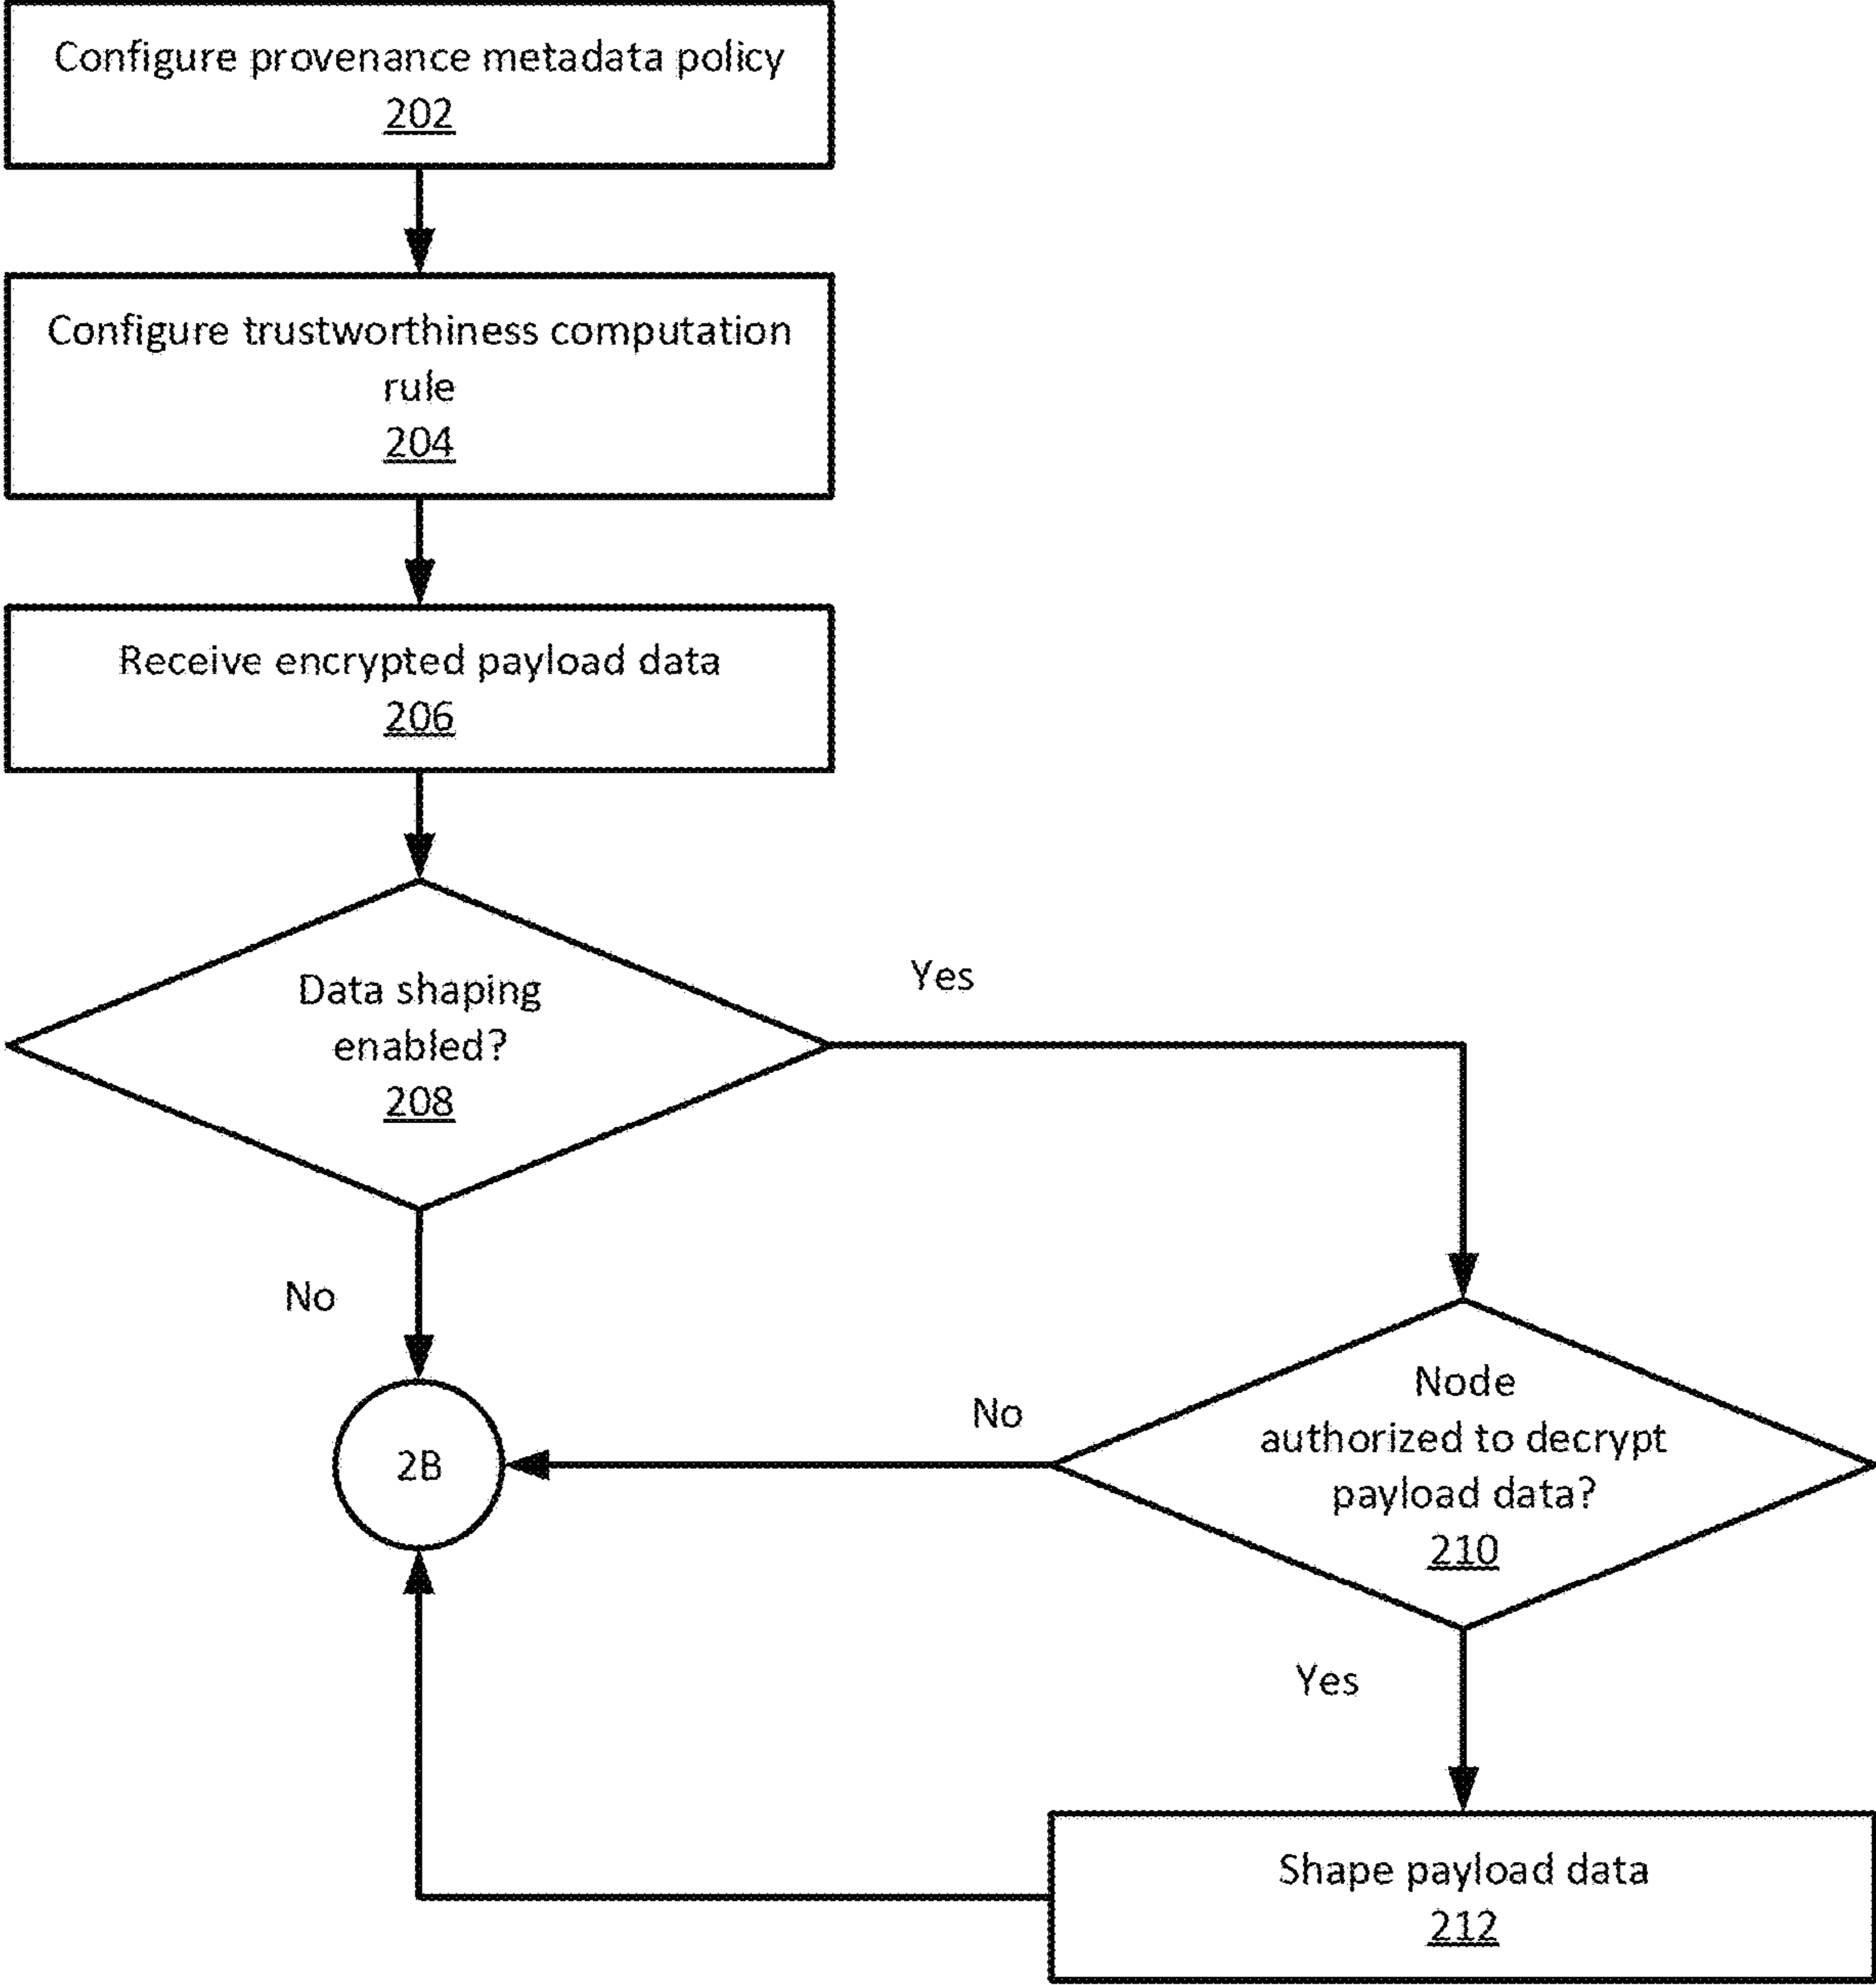 Configure provenance metadata policy
202
Configure trustworthiness computation
rule
204
Receive encrypted payload data
206
Data shaping
enabled?
208
Yes
No
2B
No
Node
authorized to decrypt
payload data?
210
Yes
Shape payload data
212